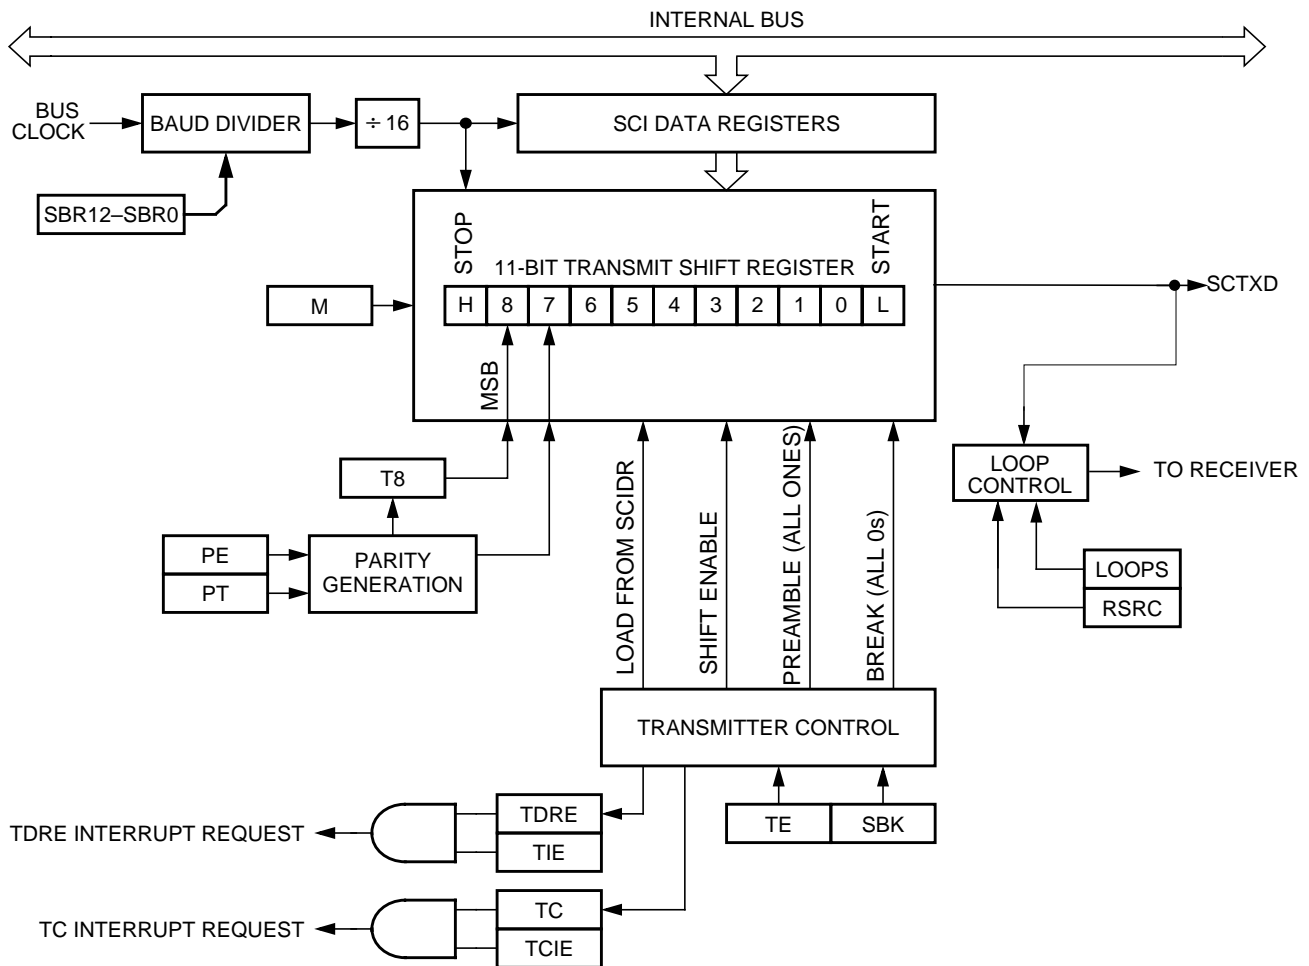 INTERNAL BUS
BUS
CLOCK
BAUD DIVIDER
÷ 16
SCI DATA REGISTERS
SBR12–SBR0
STOP
11-BIT TRANSMIT SHIFT REGISTER
START
M
H 8 7 6 5 4 3 2 1 0 L
SCTXD
MSB
T8
LOOP
CONTROL
TO RECEIVER
PE
PT
PARITY
GENERATION
LOAD FROM SCIDR
SHIFT ENABLE
PREAMBLE (ALL ONES)
BREAK (ALL 0s)
LOOPS
RSRC
TRANSMITTER CONTROL
TDRE INTERRUPT REQUEST
TDRE
TIE
TE
SBK
TC INTERRUPT REQUEST
TC
TCIE